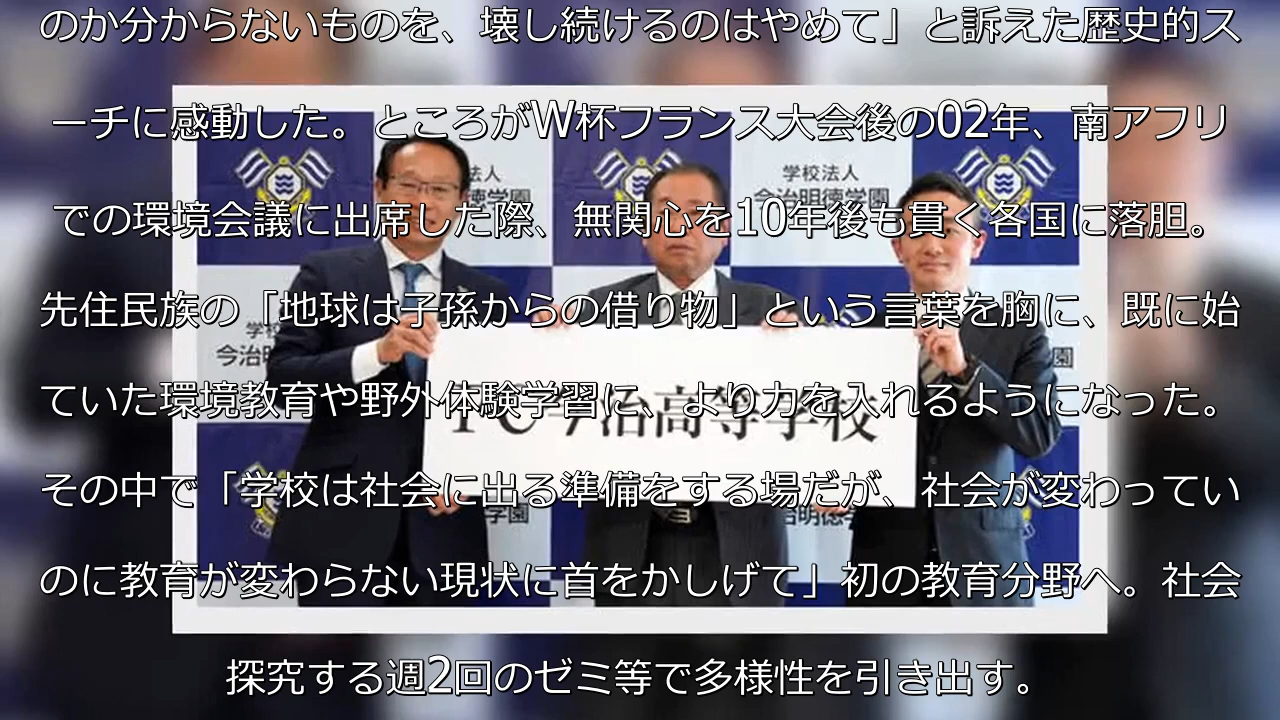 のか分からないものを、壊し続けるのはやめて」と訴えた歴史的ス
ーチに感動した。ところがW杯フランス大会後の02年、南アフリ
での環境会議に出席した際、無関心を10年後も貫く各国に落胆。
先住民族の「地球は子孫からの借り物」という言葉を胸に、既に始
ていた環境教育や野外体験学習に、より力を入れるようになった。
その中で「学校は社会に出る準備をする場だが、社会が変わってい
のに教育が変わらない現状に首をかしげて」初の教育分野へ。社会
探究する週2回のゼミ等で多様性を引き出す。
学校法人
今治明徳学園
FC今治高等学校